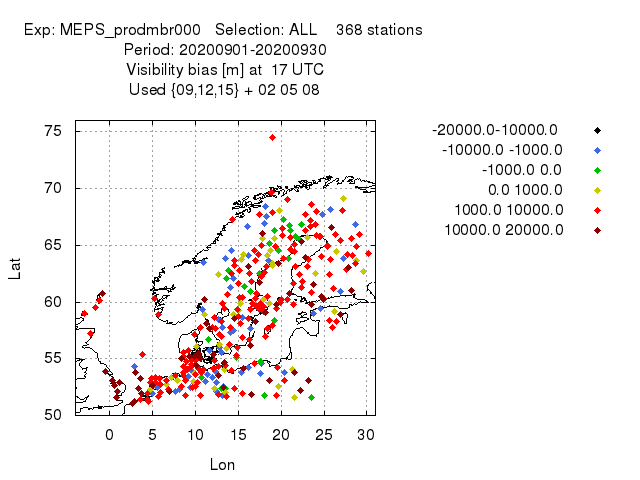 Exp: MEPS_prodmbr000 Selection: ALL 368 stations
Period: 20200901-20200930
Visibility bias [m] at 17 UTC
Used {09,12,15} + 02 05 08
-20000.0-10000.0
-10000.0 -1000.0
-1000.0 0.0
0.0 1000.0
1000.0 10000.0
10000.0 20000.0
75
70
65
60
55
50
Lat
0 5 10 15 20 25 30
Lon